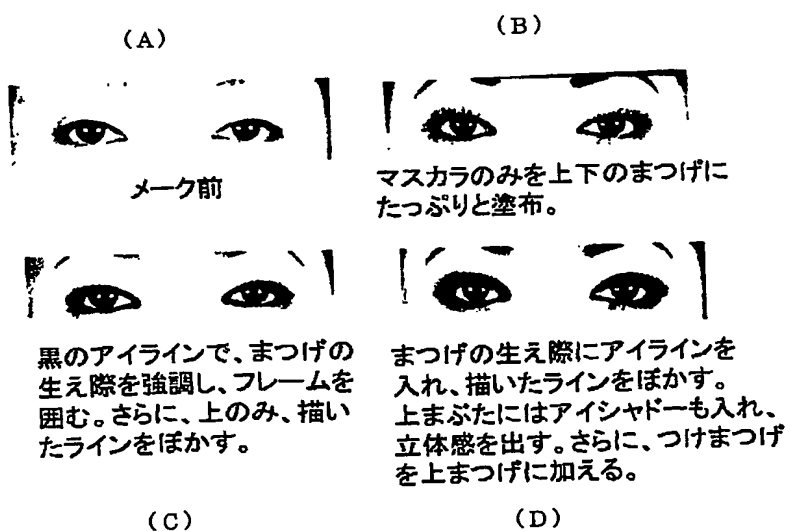 (A)
(B)
メーク前
マスカラのみを上下のまつげに
たっぷりと塗布。
黒のアイラインで、まつげの
生え際を強調し、フレームを
囲む。さらに、上のみ、描い
たラインをぼかす。
まつげの生え際にアイラインを
入れ、描いたラインをぼかす。
上まぶたにはアイシャドーも入れ、
立体感を出す。さらに、つけまつげ
を上まつげに加える。
(C)
(D)